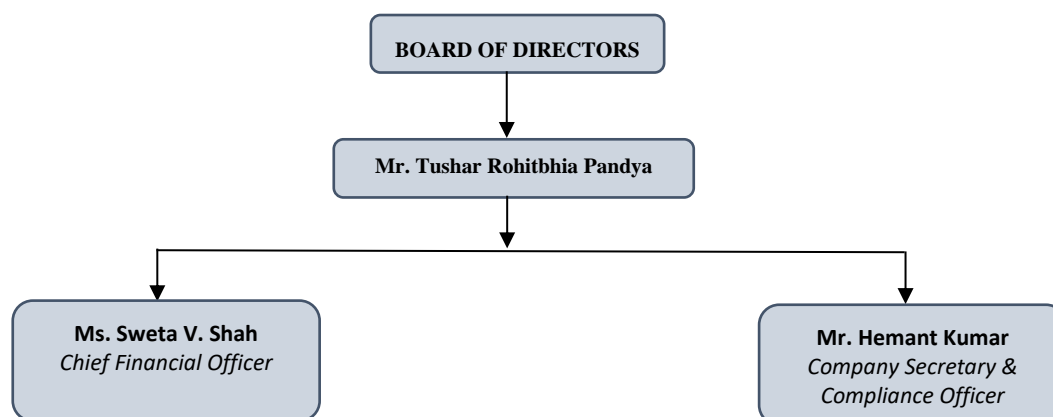 BOARD OF DIRECTORS
Mr. Tushar Rohitbhia Pandya
Ms. Sweta V. Shah
Chief Financial Officer
Mr. Hemant Kumar
Company Secretary &
Compliance Officer